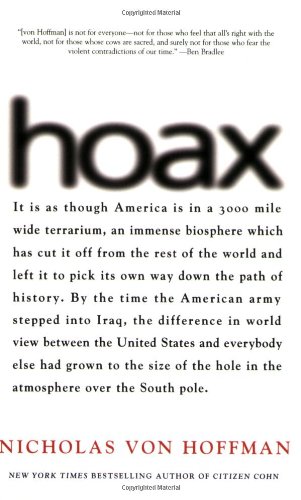 Copyrighted Material
"[von Hoffman] is not for everyone—not for those who feel that all's right with the
world, not for those whose cows are sacred, and surely not for those who fear the
violent contradictions of our time." —Ben Bradlee
hoax
It is as though America is in a 3000 mile
wide terrarium, an immense biosphere which
has cut it off from the rest of the world and
left it to pick its own way down the path of
history. By the time the American army
stepped into Iraq, the difference in world
view between the United States and everybody
else had grown to the size of the hole in the
atmosphere over the South pole.
NICHOLAS VON HOFFMAN
NEW YORK TIMES BESTSELLING AUTHOR OF CITIZEN COHN
Copyrighted Material